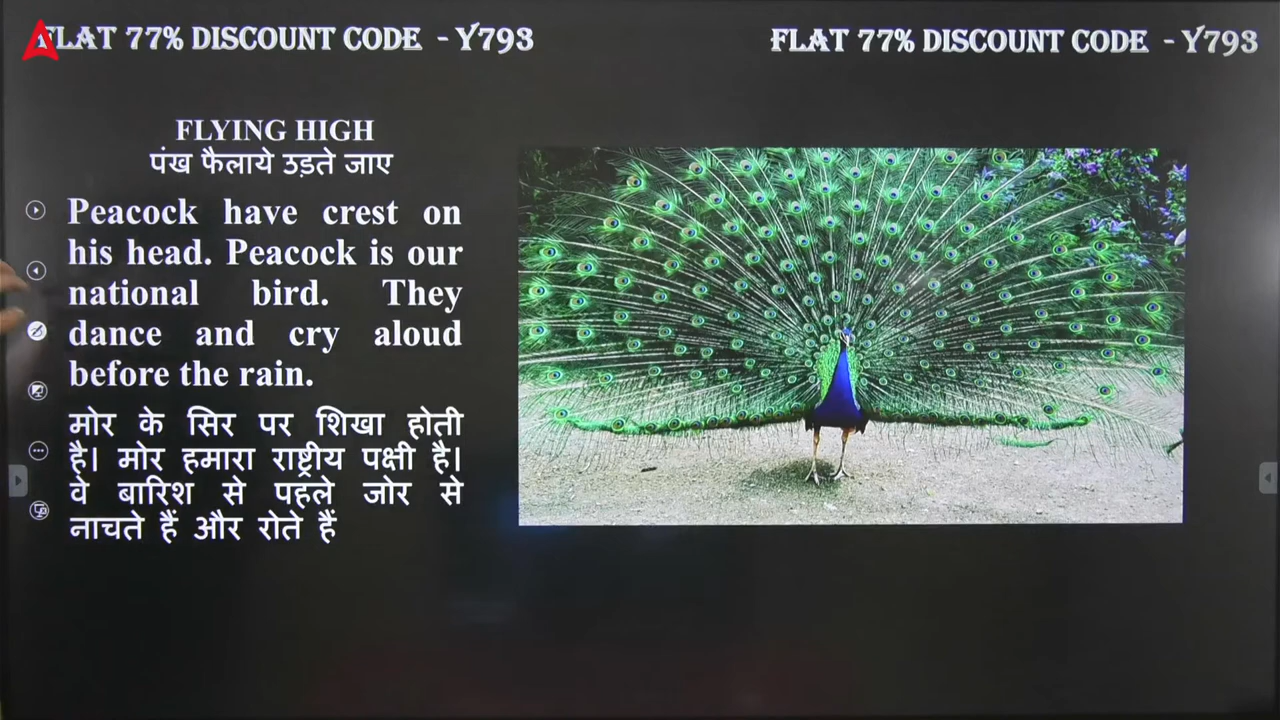 FLAT 77% DISCOUNT CODE - Y793
FLAT 77% DISCOUNT CODE - Y793
FLYING HIGH
पंख फैलाये उड़ते जाए
Peacock have crest on
his head. Peacock is our
national bird. They
dance and cry aloud
before the rain.
मोर के सिर पर शिखा होती
है। मोर हमारा राष्ट्रीय पक्षी है।
वे बारिश से पहले जोर से
नाचते हैं और रोते हैं